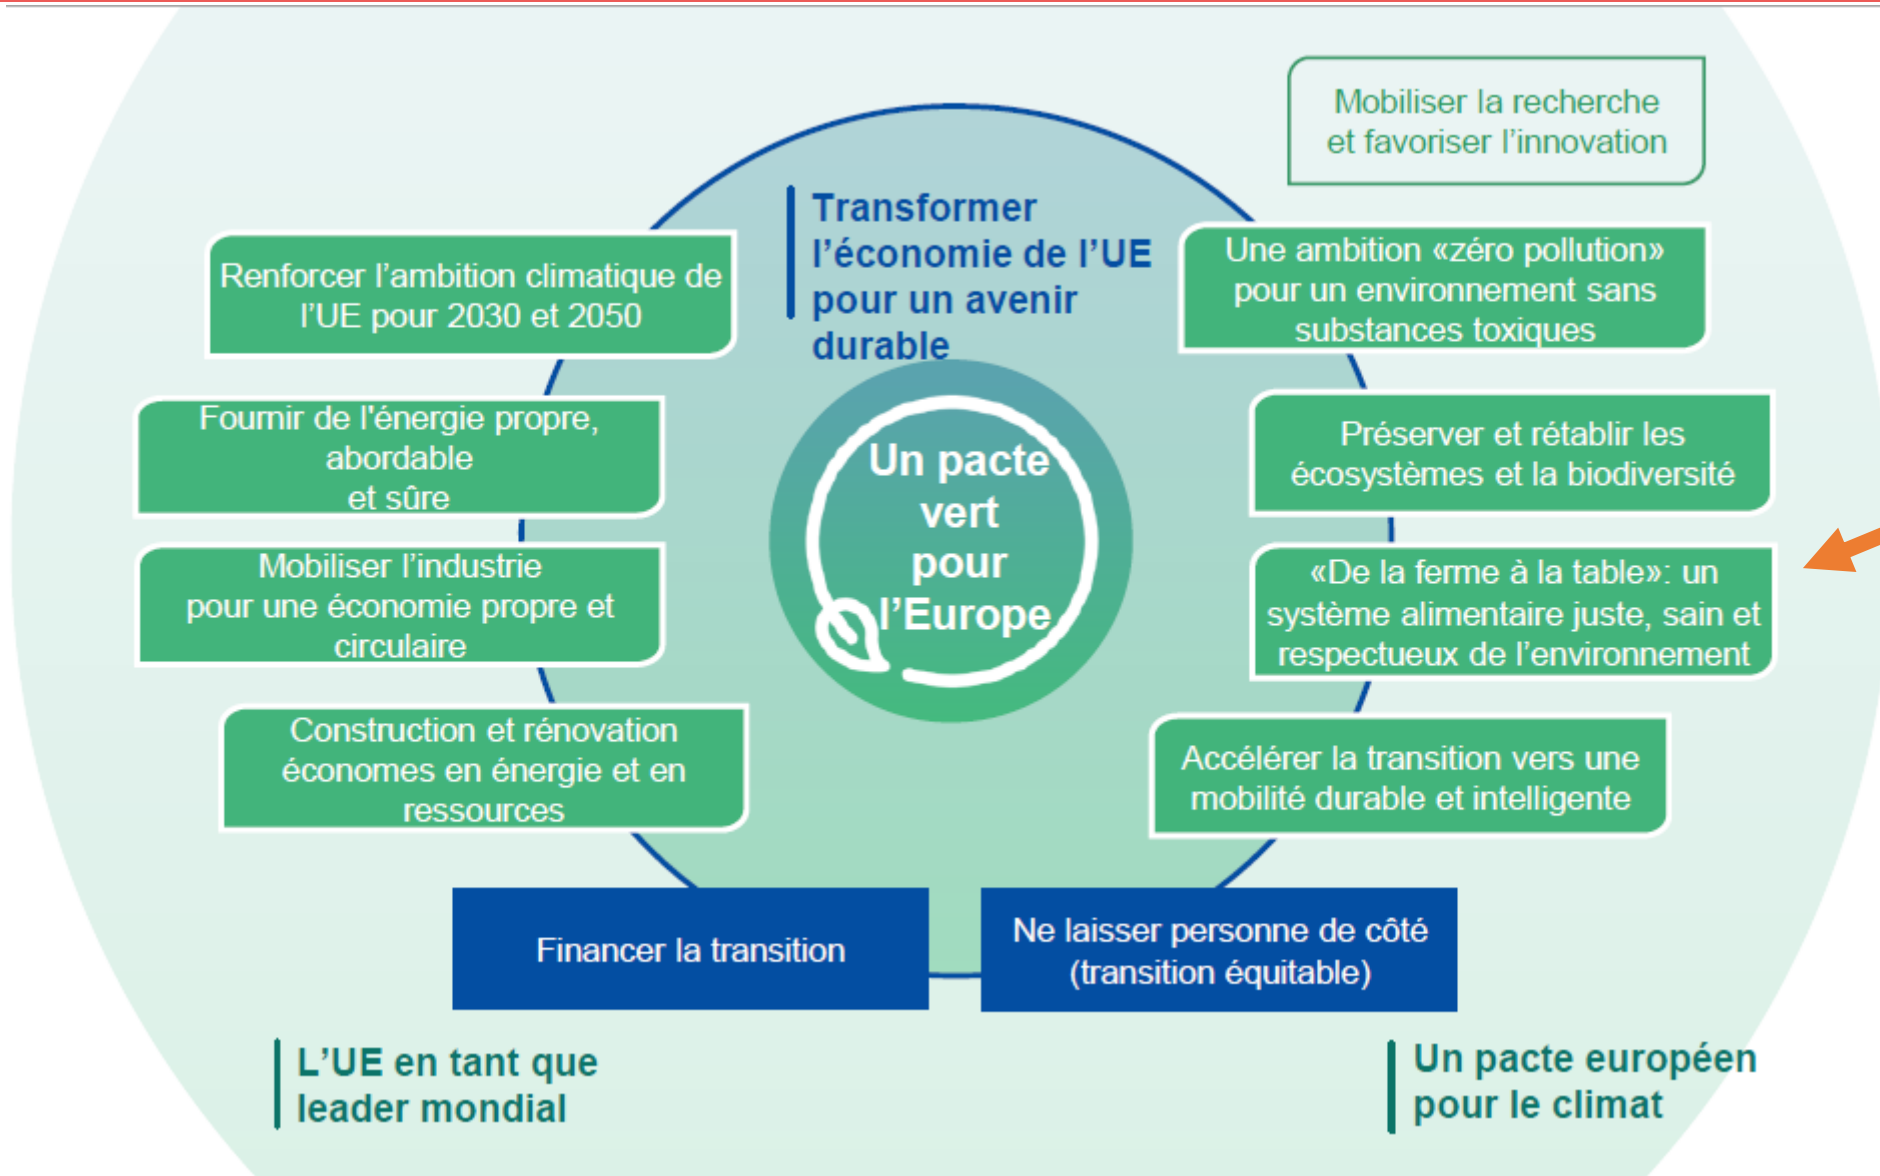 Mobiliser la recherche
et favoriser l’innovation
Transformer
l’économie de l’UE
pour un avenir
durable
Renforcer l’ambition climatique de
l’UE pour 2030 et 2050
Une ambition «zéro pollution»
pour un environnement sans
substances toxiques
Fournir de l'énergie propre,
abordable
et sûre
Préserver et rétablir les
écosystèmes et la biodiversité
Un pacte
vert
pour
l’Europe
Mobiliser l’industrie
pour une économie propre et
circulaire
«De la ferme à la table»: un
système alimentaire juste, sain et
respectueux de l’environnement
Construction et rénovation
économes en énergie et en
ressources
Accélérer la transition vers une
mobilité durable et intelligente
Financer la transition
Ne laisser personne de côté
(transition équitable)
L’UE en tant que
leader mondial
Un pacte européen
pour le climat